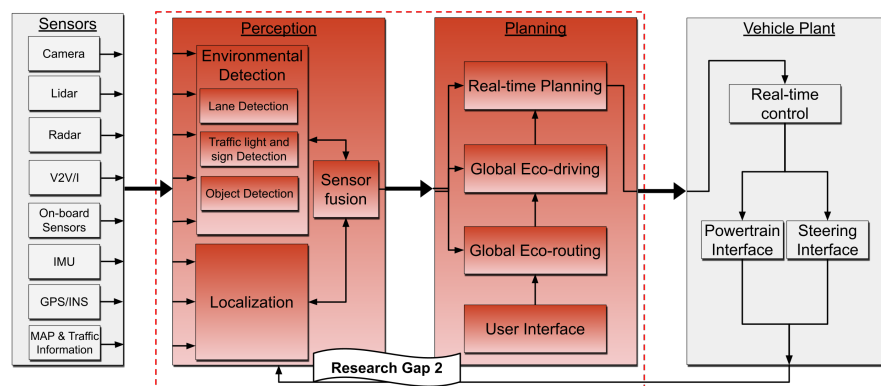 Sensors
Camera
Lidar
Radar
V2V/I
On-board
Sensors
IMU
GPS/INS
MAP & Traffic
Information
Perception
Environmental
Detection
Lane Detection
Traffic light and
sign Detection
Object Detection
Sensor
fusion
Localization
Planning
Real-time Planning
Global Eco-driving
Global Eco-routing
User Interface
Vehicle Plant
Real-time
control
Powertrain
Interface
Steering
Interface
Research Gap 2